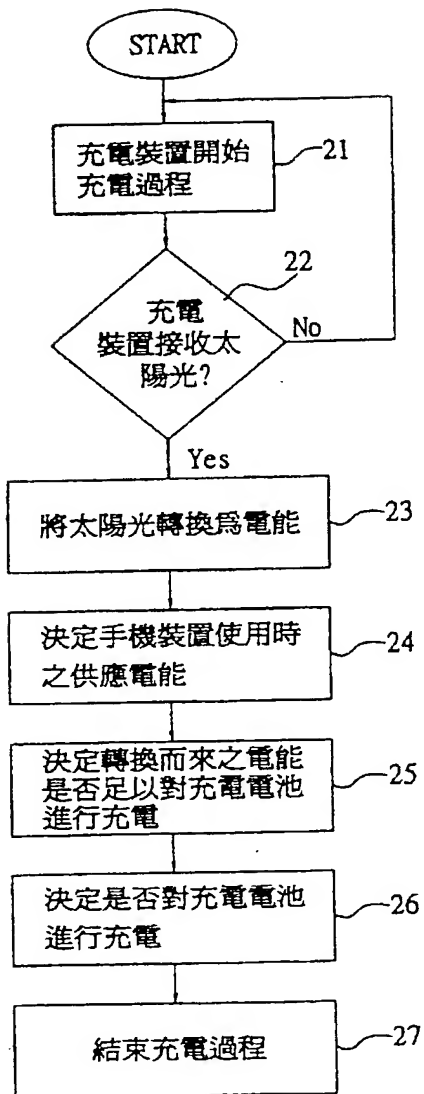 START
充電裝置開始
充電過程
21
22
充電
裝置接收太
陽光?
No
Yes
將太陽光轉換爲電能
23
決定手機裝置使用時
之供應電能
24
決定轉換而來之電能
是否足以對充電電池
進行充電
25
決定是否對充電電池
進行充電
26
結束充電過程
27